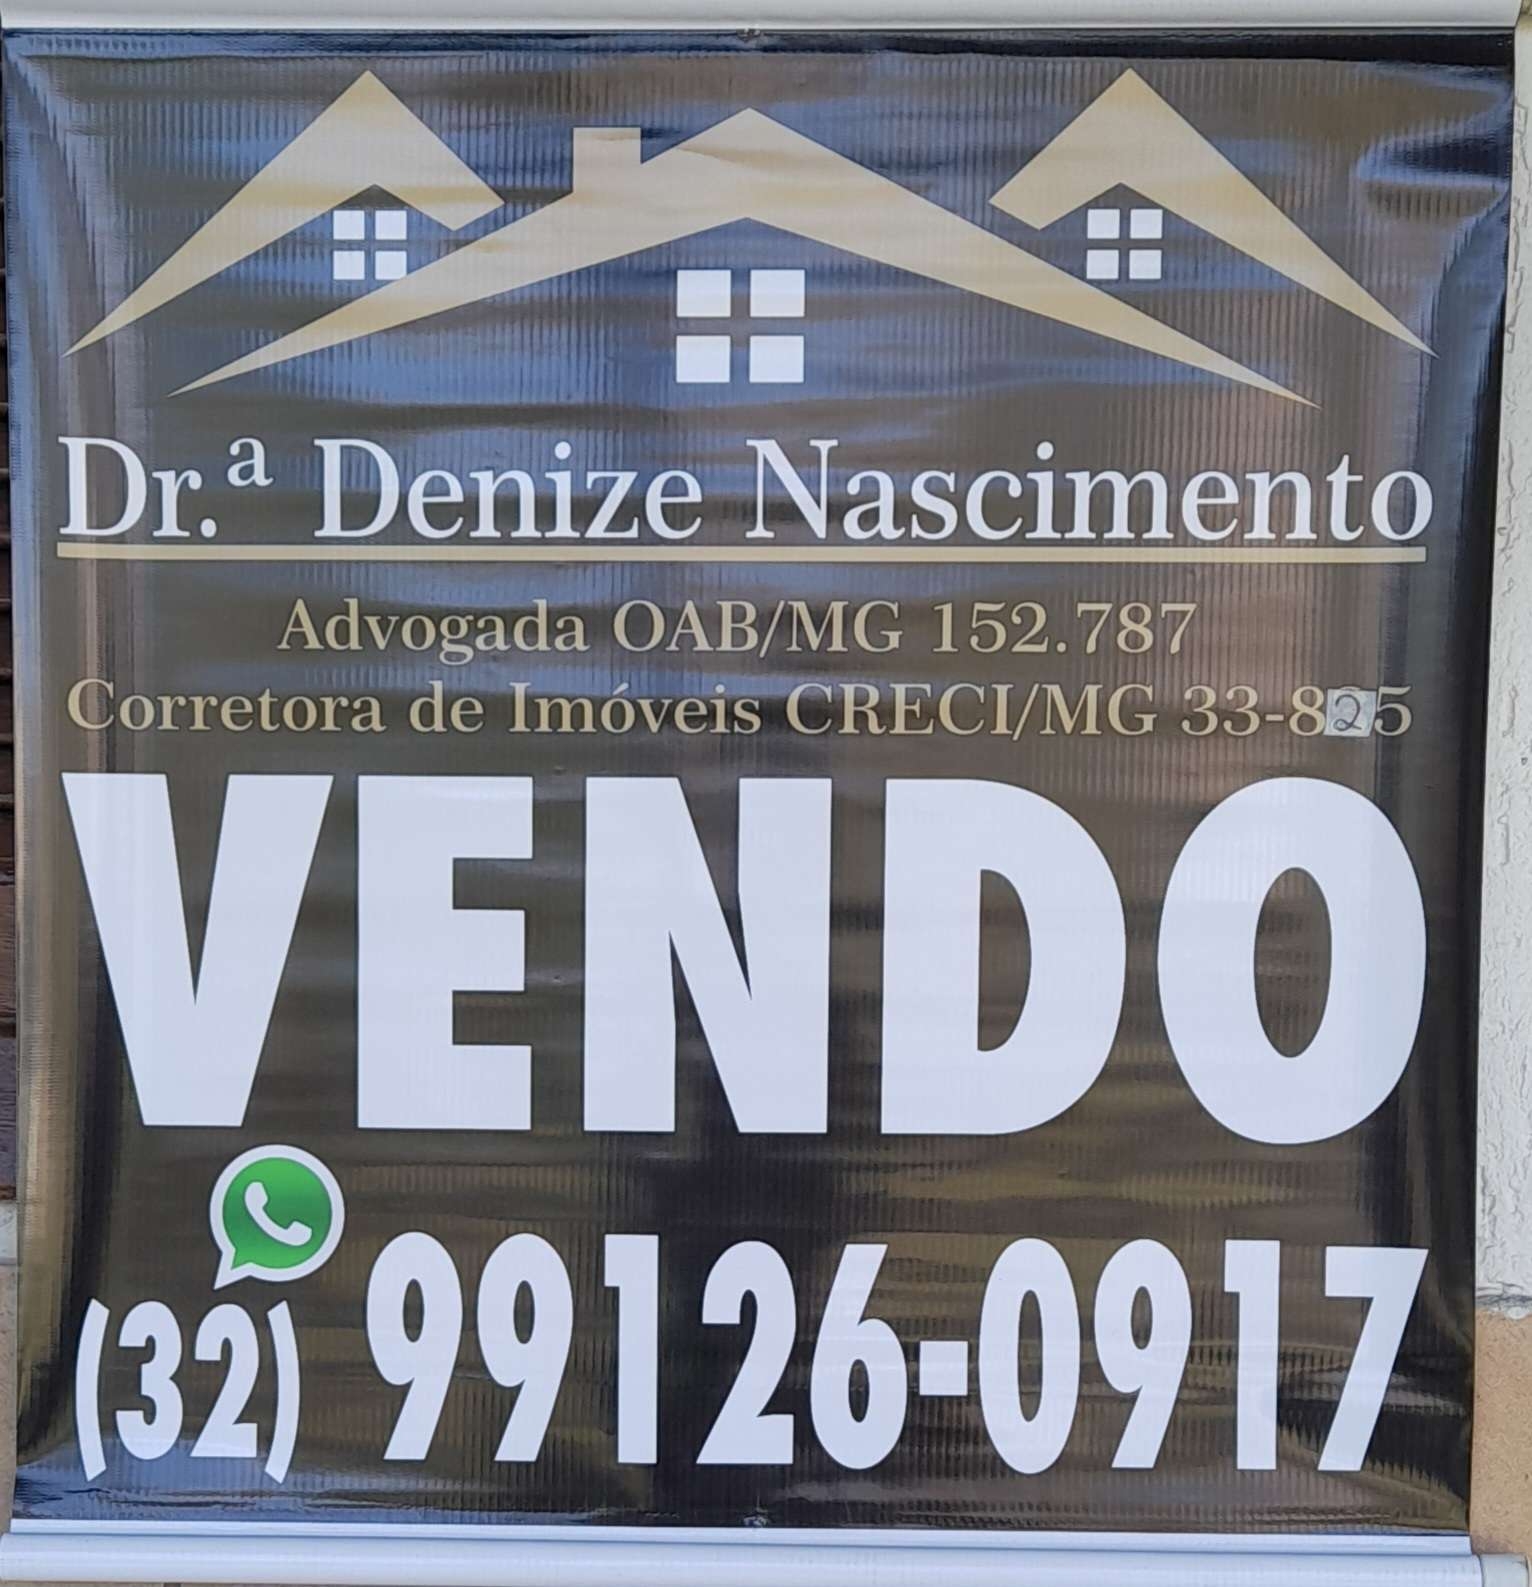 Dr.ª Denize Nascimento
Advogada OAB/MG 152.787
Corretora de Imóveis CRECI/MG 33-825
VENDO
(32) 99126-0917